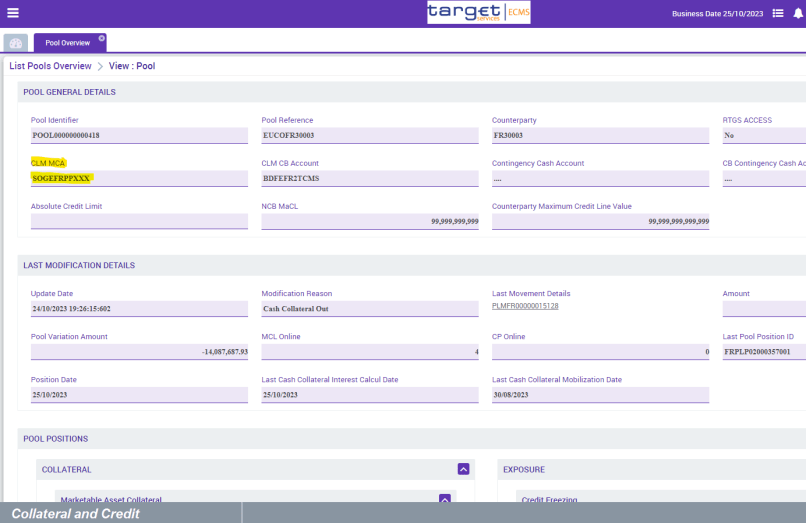 target | ECMS
services
Business Date 25/10/2023
Pool Overview
List Pools Overview > View : Pool
POOL GENERAL DETAILS
Pool Identifier Pool Reference Counterparty RTGS ACCESS
POOL000000000418 EUCOFR30003 FR30003 No
CLM MCA CLM CB Account Contingency Cash Account CB Contingency Cash Ac
SOGEFRPPXXX BDFEFR2TCMS .... ....
Absolute Credit Limit NCB MaCL Counterparty Maximum Credit Line Value
99,999,999,999 99,999,999,999,999
LAST MODIFICATION DETAILS
Update Date Modification Reason Last Movement Details Amount
24/10/2023 19:26:15:602 Cash Collateral Out PLMFR00000015128
Pool Variation Amount MCL Online CP Online Last Pool Position ID
-14,087,687.93 4 0 FRPLP02000357001
Position Date Last Cash Collateral Interest Calcul Date Last Cash Collateral Mobilization Date
25/10/2023 25/10/2023 30/08/2023
POOL POSITIONS
COLLATERAL EXPOSURE
Marketable Asset Collateral Credit Freezing
Collateral and Credit